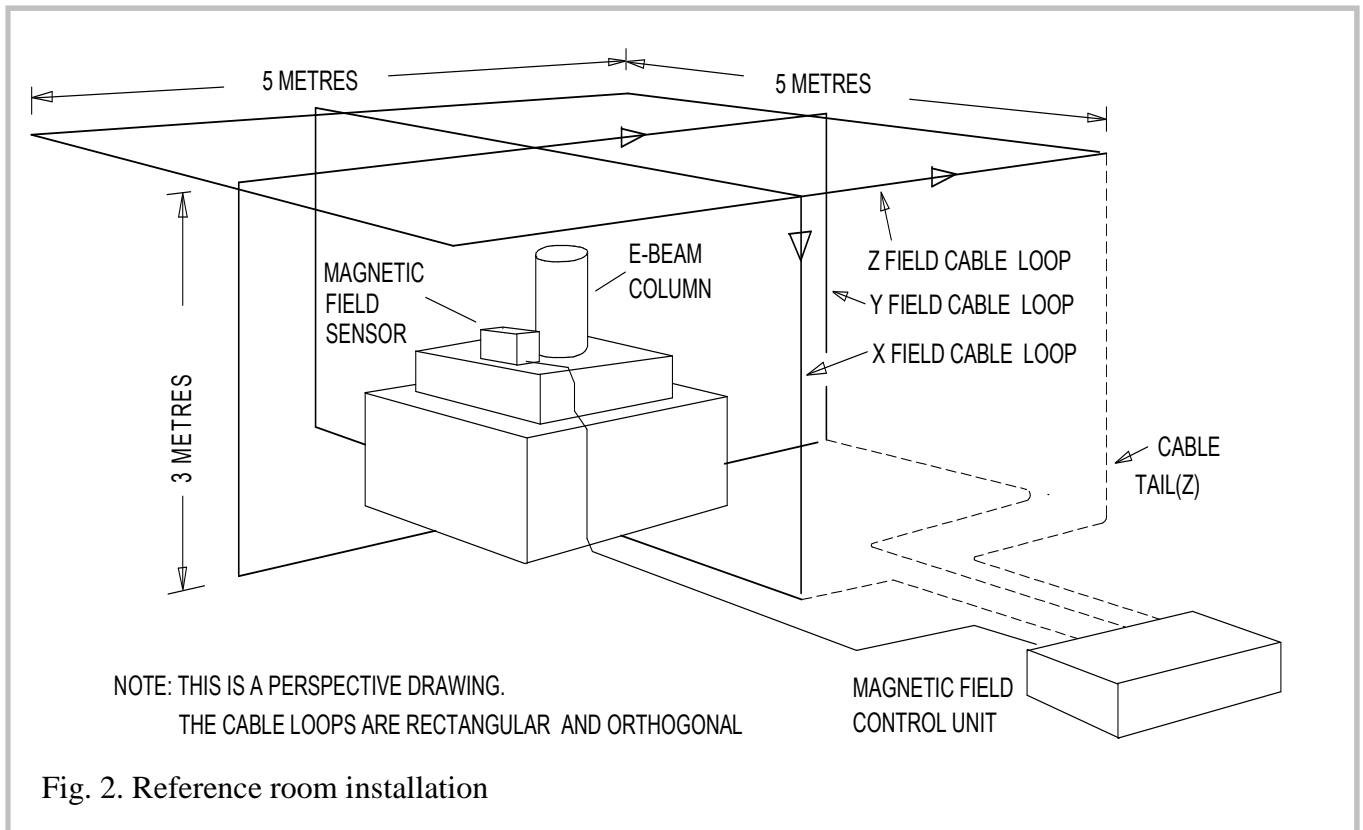 5 METRES
5 METRES
E-BEAM
COLUMN
MAGNETIC
FIELD
SENSOR
Z FIELD CABLE LOOP
Y FIELD CABLE LOOP
X FIELD CABLE LOOP
3 METRES
CABLE
TAIL(Z)
NOTE: THIS IS A PERSPECTIVE DRAWING.
THE CABLE LOOPS ARE RECTANGULAR AND ORTHOGONAL
MAGNETIC FIELD
CONTROL UNIT
Fig. 2. Reference room installation